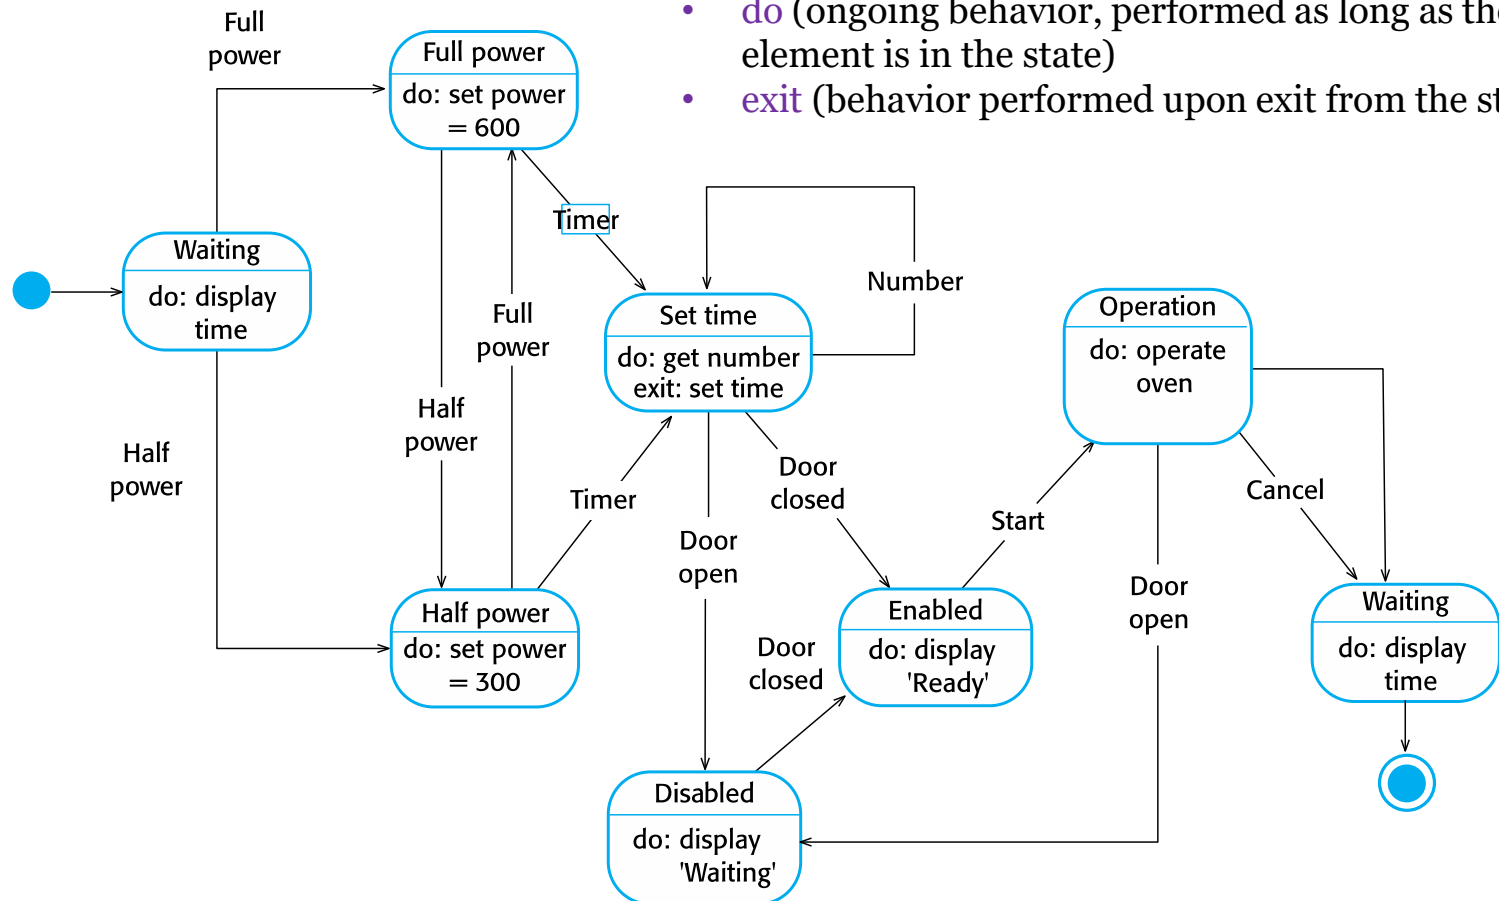 • do (ongoing behavior, performed as long as the
element is in the state)
• exit (behavior performed upon exit from the
Full
power
Full power
do: set power
= 600
Timer
Waiting
do: display
time
Full
power
Half
power
Half
power
Number
Set time
do: get number
exit: set time
Operation
do: operate
oven
Timer
Door
closed
Door
open
Start
Cancel
Door
open
Half power
do: set power
= 300
Enabled
do: display
'Ready'
Door
closed
Waiting
do: display
time
Disabled
do: display
'Waiting'